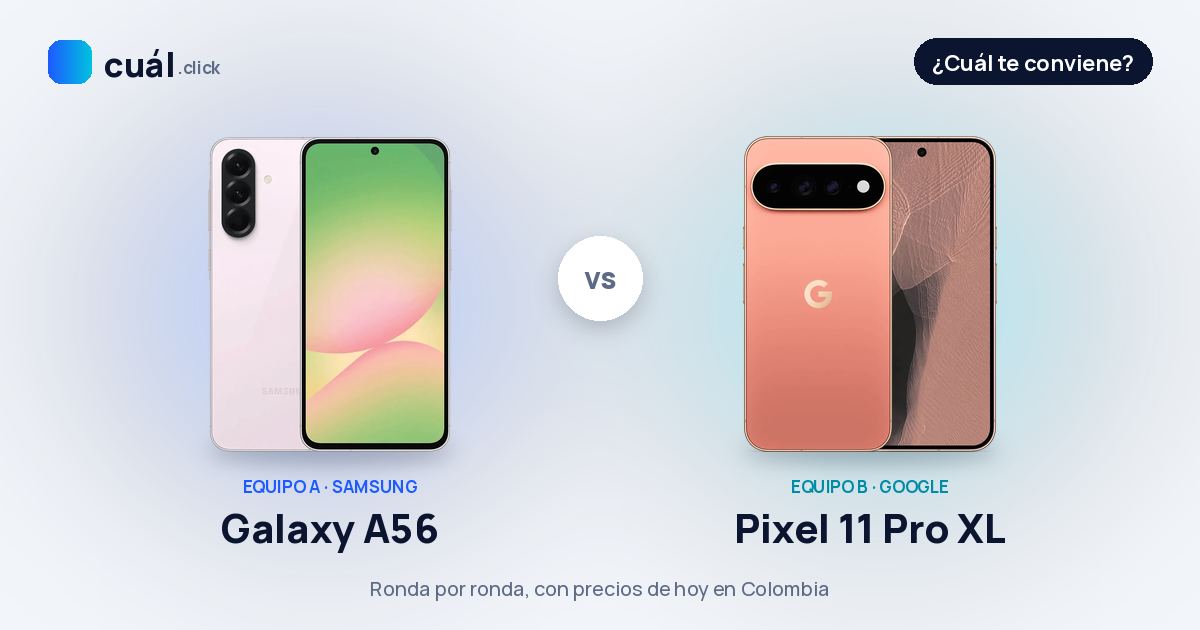 cuál.click
¿Cuál te conviene?
SAMSUNG
G
VS
EQUIPO A · SAMSUNG
Galaxy A56
EQUIPO B · GOOGLE
Pixel 11 Pro XL
Ronda por ronda, con precios de hoy en Colombia